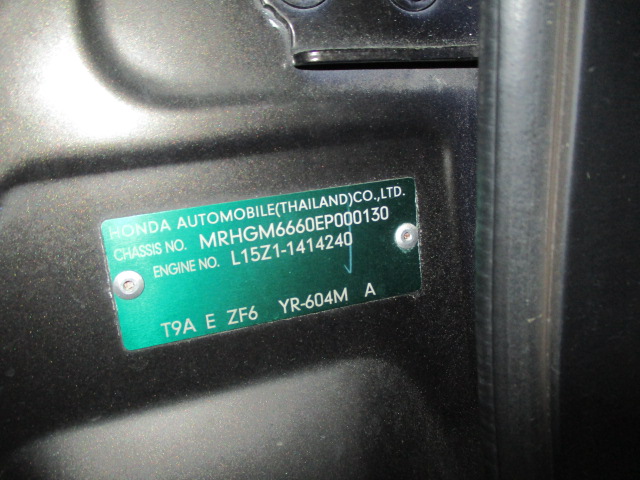 HONDA AUTOMOBILE(THAILAND)CO.,LTD.
CHASSIS NO. MRHGM6660EP000130
ENGINE NO. L15Z1-1414240
T9A E ZF6 YR-604M A